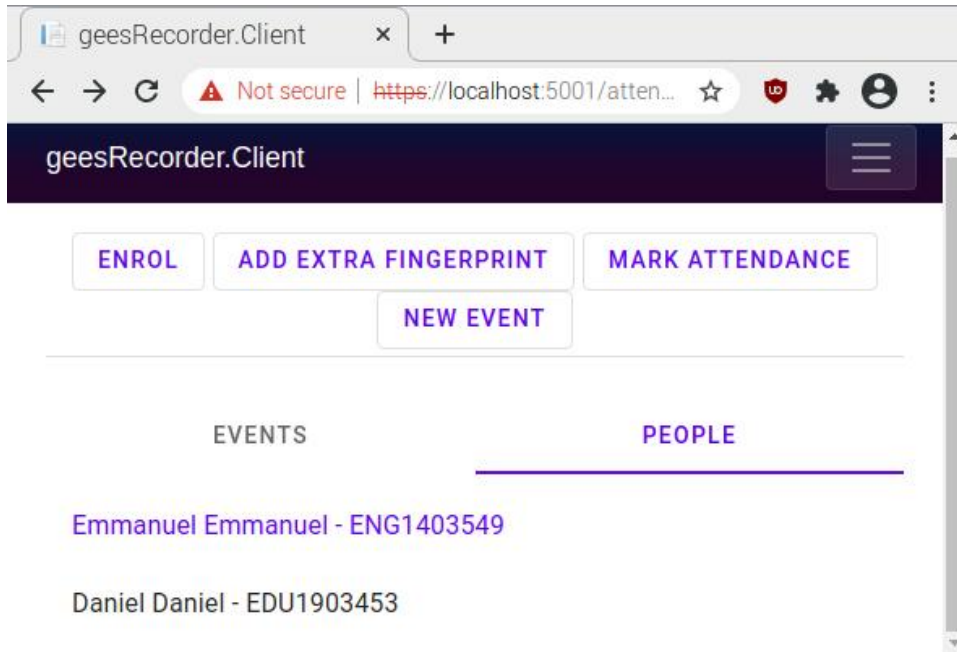 geesRecorder.Client
Not secure | https://localhost:5001/atten...
geesRecorder.Client
ENROL ADD EXTRA FINGERPRINT MARK ATTENDANCE
NEW EVENT
EVENTS PEOPLE
Emmanuel Emmanuel - ENG1403549
Daniel Daniel - EDU1903453